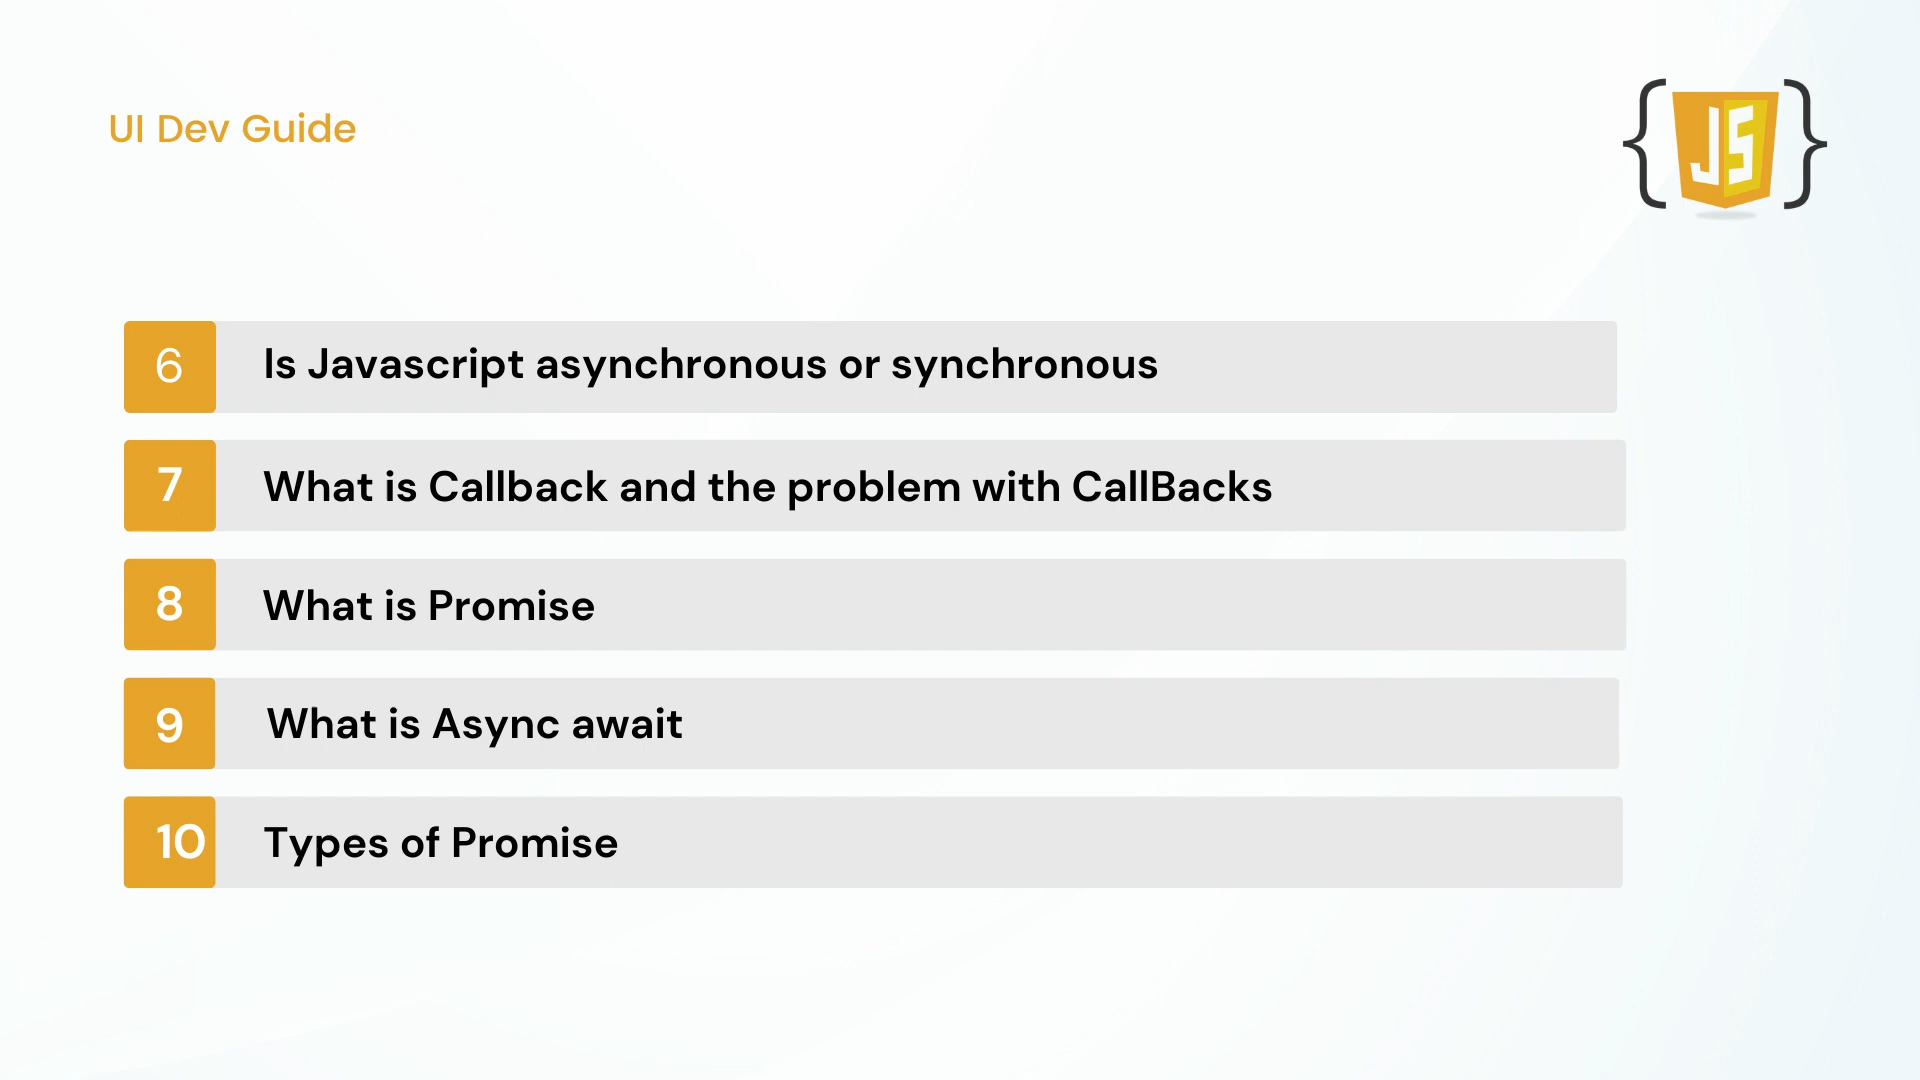 UI Dev Guide
JS
6 Is Javascript asynchronous or synchronous
7 What is Callback and the problem with CallBacks
8 What is Promise
9 What is Async await
10 Types of Promise